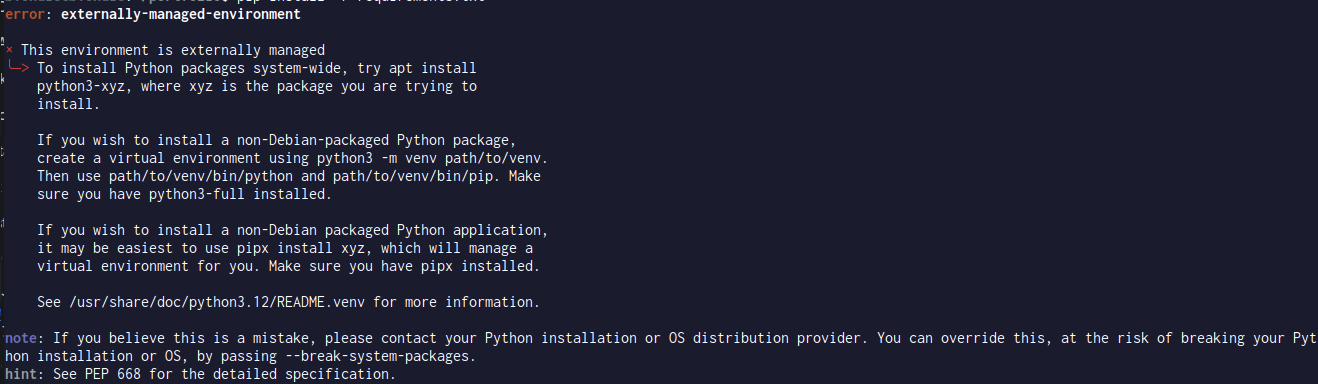 error: externally-managed-environment
× This environment is externally managed
╰─> To install Python packages system-wide, try apt install
python3-xyz, where xyz is the package you are trying to
install.
If you wish to install a non-Debian-packaged Python package,
create a virtual environment using python3 -m venv path/to/venv.
Then use path/to/venv/bin/python and path/to/venv/bin/pip. Make
sure you have python3-full installed.
If you wish to install a non-Debian packaged Python application,
it may be easiest to use pipx install xyz, which will manage a
virtual environment for you. Make sure you have pipx installed.
See /usr/share/doc/python3.12/README.venv for more information.
note: If you believe this is a mistake, please contact your Python installation or OS distribution provider. You can override this, at the risk of breaking your Pyt
hon installation or OS, by passing --break-system-packages.
hint: See PEP 668 for the detailed specification.